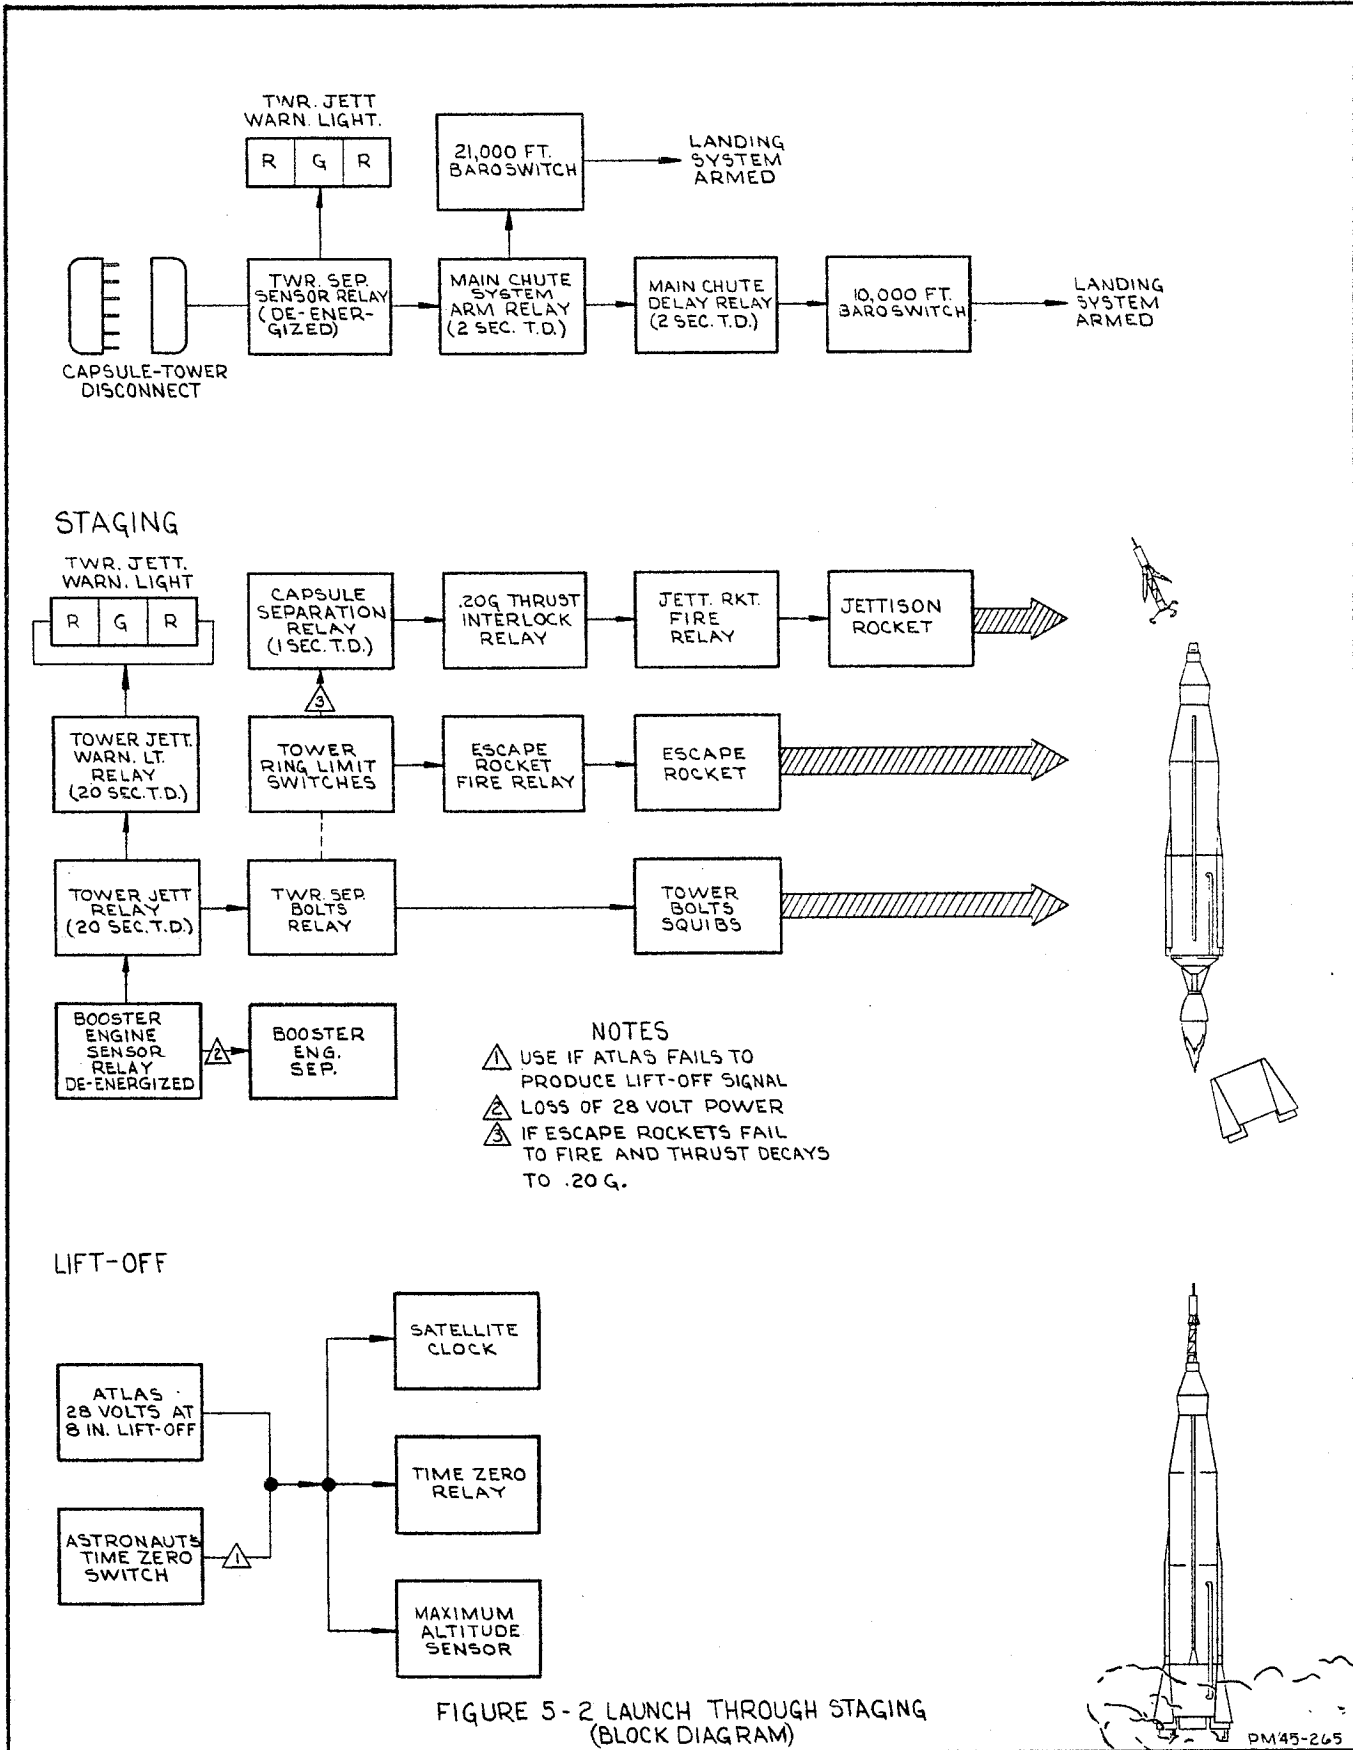 TWR. JETT
WARN. LIGHT.
R G R
21,000 FT.
BAROSWITCH
LANDING
SYSTEM
ARMED
CAPSULE-TOWER
DISCONNECT
TWR. SEP.
SENSOR RELAY
(DE-ENER-
GIZED)
MAIN CHUTE
SYSTEM
ARM RELAY
(2 SEC. T.D.)
MAIN CHUTE
DELAY RELAY
(2 SEC. T.D.)
10,000 FT.
BAROSWITCH
LANDING
SYSTEM
ARMED
STAGING
TWR. JETT.
WARN. LIGHT
R G R
CAPSULE
SEPARATION
RELAY
(1 SEC. T.D.)
.20G THRUST
INTERLOCK
RELAY
JETT. RKT.
FIRE
RELAY
JETTISON
ROCKET
3
TOWER JETT.
WARN. LT.
RELAY
(20 SEC. T.D.)
TOWER
RING LIMIT
SWITCHES
ESCAPE
ROCKET
FIRE RELAY
ESCAPE
ROCKET
TOWER JETT
RELAY
(20 SEC. T.D.)
TWR. SEP.
BOLTS
RELAY
TOWER
BOLTS
SQUIBS
BOOSTER
ENGINE
SENSOR
RELAY
DE-ENERGIZED
2
BOOSTER
ENG.
SEP.
NOTES
1 USE IF ATLAS FAILS TO
PRODUCE LIFT-OFF SIGNAL
2 LOSS OF 28 VOLT POWER
3 IF ESCAPE ROCKETS FAIL
TO FIRE AND THRUST DECAYS
TO .20 G.
LIFT-OFF
ATLAS
28 VOLTS AT
8 IN. LIFT-OFF
ASTRONAUT'S
TIME ZERO
SWITCH
1
SATELLITE
CLOCK
TIME ZERO
RELAY
MAXIMUM
ALTITUDE
SENSOR
FIGURE 5-2 LAUNCH THROUGH STAGING
(BLOCK DIAGRAM)
PM45-265